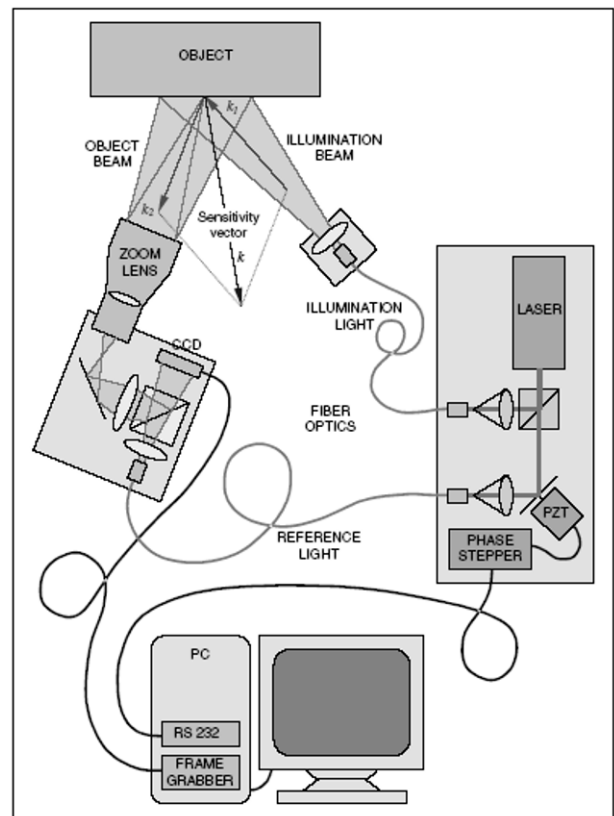 OBJECT
k1
OBJECT
BEAM
ILLUMINATION
BEAM
k2
Sensitivity
vector
k
ZOOM
LENS
ILLUMINATION
LIGHT
LASER
CCD
FIBER
OPTICS
PZT
REFERENCE
LIGHT
PHASE
STEPPER
PC
RS 232
FRAME
GRABBER